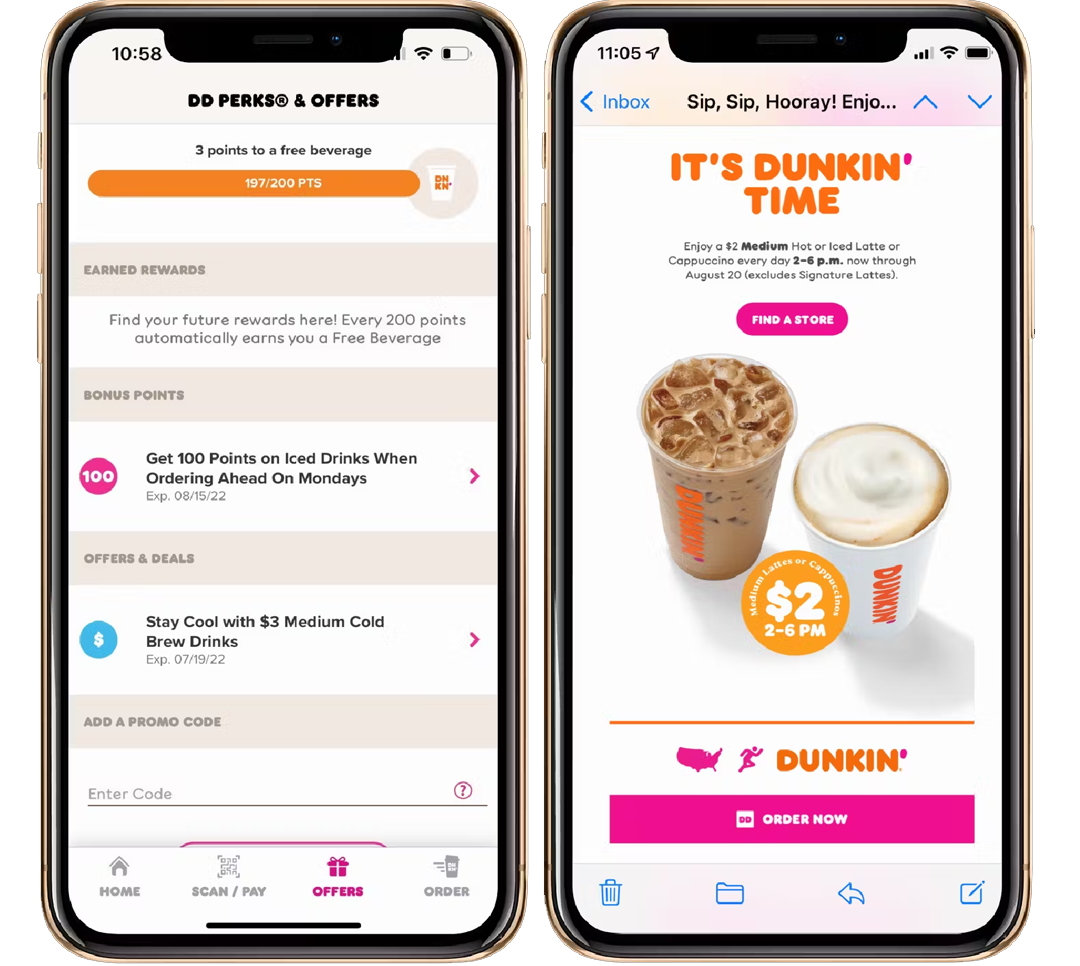 10:58
DD PERKS® & OFFERS
3 points to a free beverage
197/200 PTS
DN
KN'
EARNED REWARDS
Find your future rewards here! Every 200 points
automatically earns you a Free Beverage
BONUS POINTS
100
Get 100 Points on Iced Drinks When
Ordering Ahead On Mondays
Exp. 08/15/22
OFFERS & DEALS
$
Stay Cool with $3 Medium Cold
Brew Drinks
Exp. 07/19/22
ADD A PROMO CODE
Enter Code
?
HOME
SCAN / PAY
OFFERS
DN
KN'
ORDER
11:05
Inbox
Sip, Sip, Hooray! Enjo...
IT'S DUNKIN'
TIME
Enjoy a $2 Medium Hot or Iced Latte or
Cappuccino every day 2–6 p.m. now through
August 20 (excludes Signature Lattes).
FIND A STORE
DUNKIN'
DUNKIN'
Medium Lattes or Cappuccinos
$2
2–6 PM
DUNKIN'
DD ORDER NOW